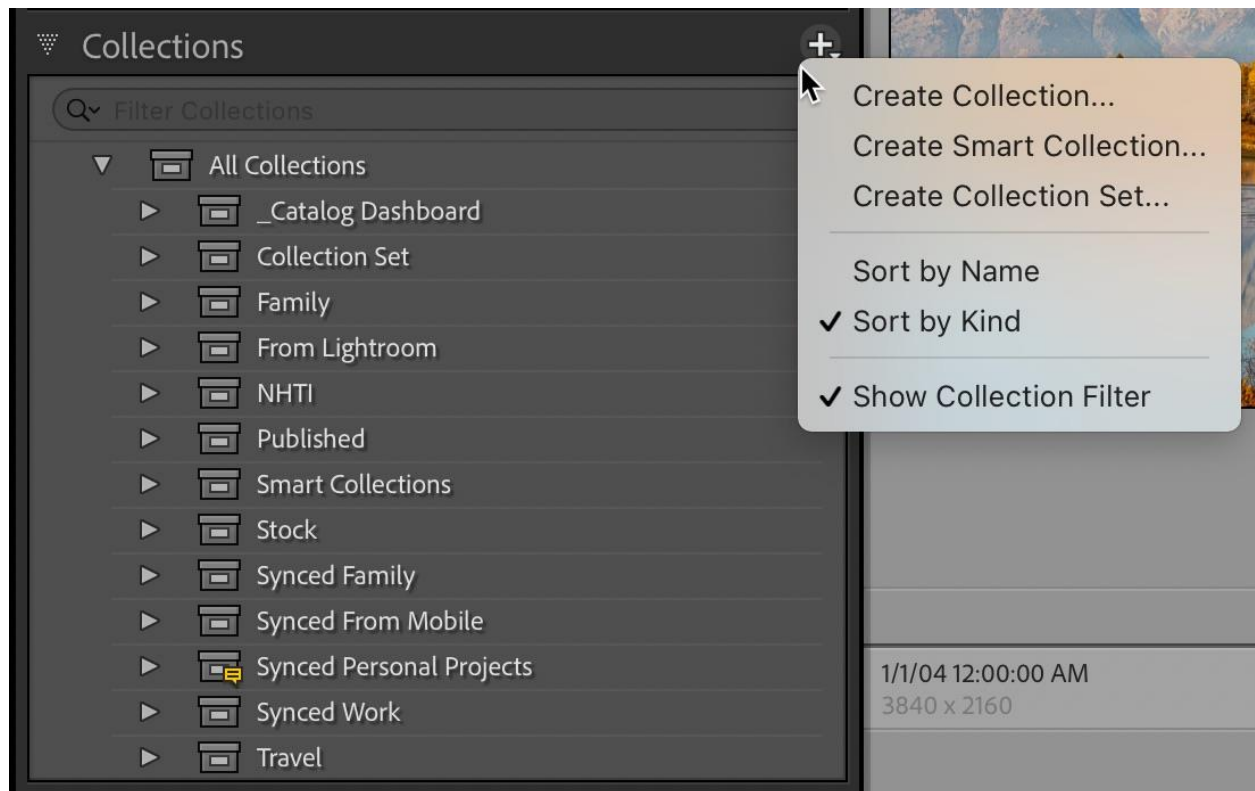 Collections
Filter Collections
All Collections
_Catalog Dashboard
Collection Set
Family
From Lightroom
NHTI
Published
Smart Collections
Stock
Synced Family
Synced From Mobile
Synced Personal Projects
Synced Work
Travel
Create Collection...
Create Smart Collection...
Create Collection Set...
Sort by Name
Sort by Kind
Show Collection Filter
1/1/04 12:00:00 AM
3840 x 2160